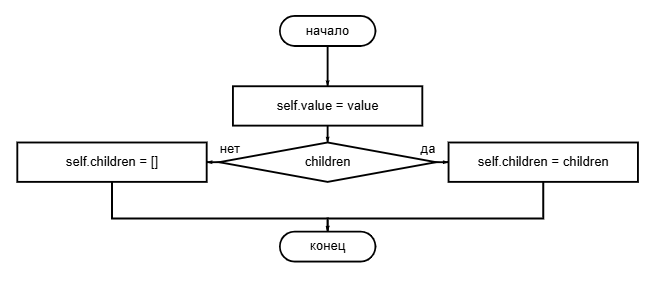 начало
self.value = value
нет
да
self.children = []
children
self.children = children
конец